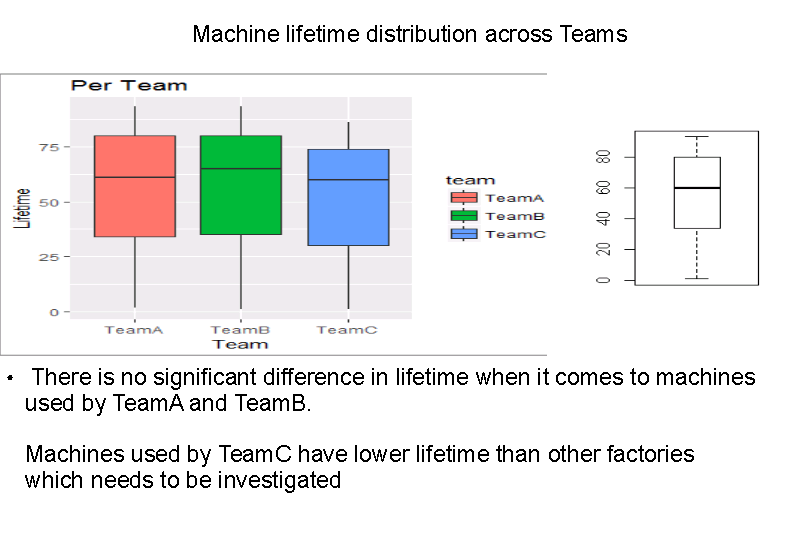 Machine lifetime distribution across Teams
Per Team
75
50
25
0
Lifetime
TeamA TeamB TeamC
Team
team
TeamA
TeamB
TeamC
80
60
40
20
0
• There is no significant difference in lifetime when it comes to machines
used by TeamA and TeamB.
Machines used by TeamC have lower lifetime than other factories
which needs to be investigated